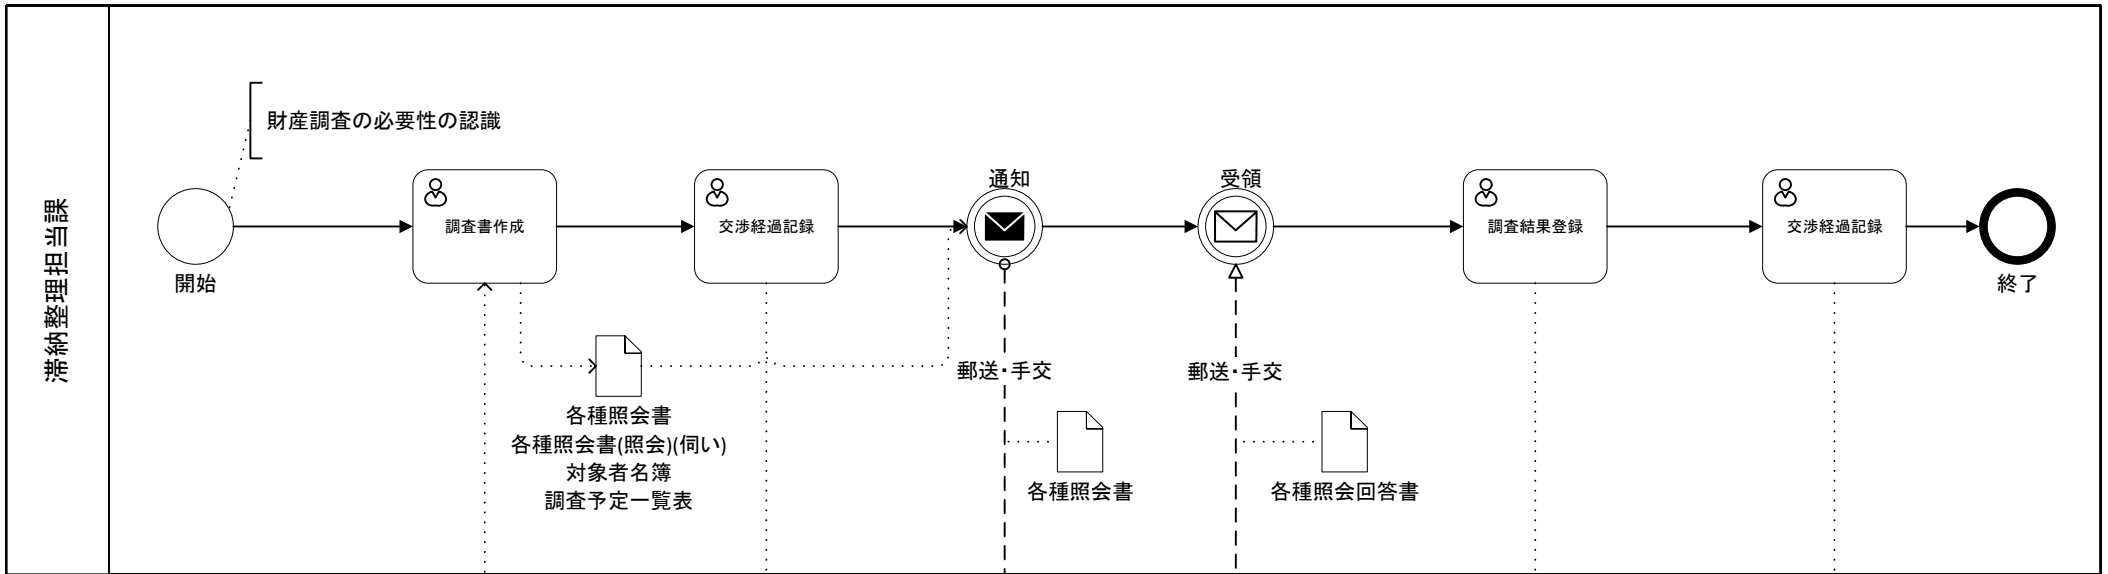 滞納整理担当課
財産調査の必要性の認識
開始
調査書作成
交渉経過記録
通知
受領
調査結果登録
交渉経過記録
終了
各種照会書
各種照会書(照会)(伺い)
対象者名簿
調査予定一覧表
郵送・手交
各種照会書
郵送・手交
各種照会回答書